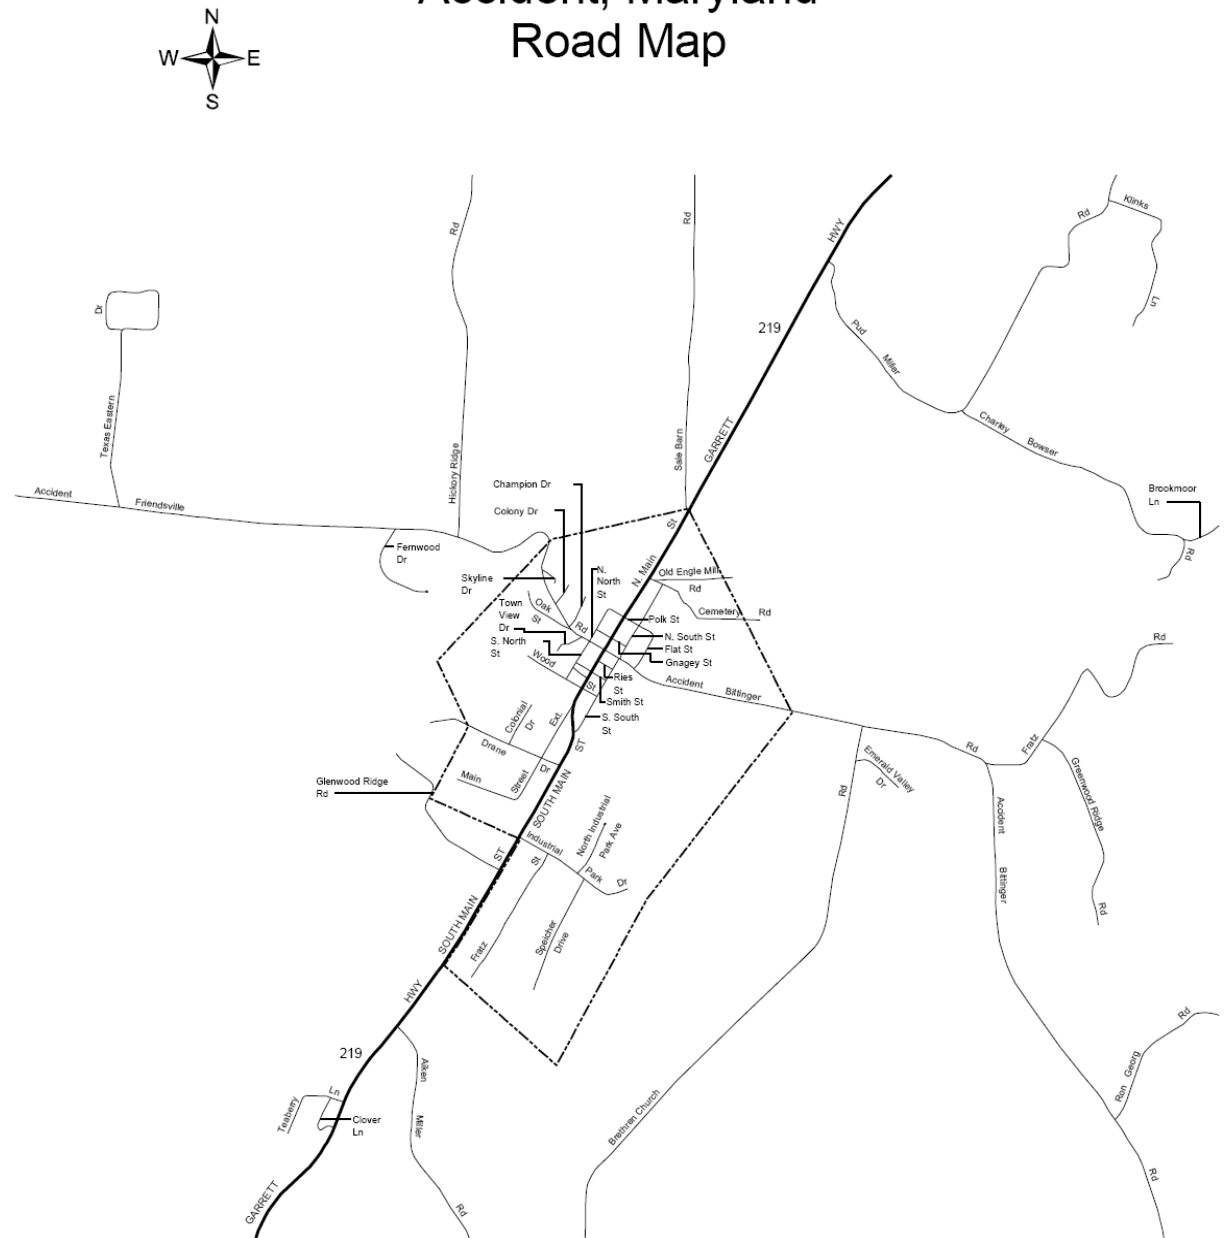 Accident, Maryland
Road Map
N
W
E
S
Klinks
Rd
Rd
Rd
HWY
Ln
Dr
219
Pud
Miller
GARRETT
Texas Eastern
Hickory Ridge
Sale Barn
Charley
Bowser
Accident
Friendsville
Champion Dr
Brookmoor
Ln
Colony Dr
St
Rd
Fernwood
Dr
N. Main
Old Engle Mill
Rd
N.
North
St
Skyline
Dr
Town
View
Dr
Oak
St
Rd
Cemetery
Rd
Polk St
S. North
St
N. South St
Flat St
Gnagey St
Rd
Wood
St
Ries
St
Accident
Bittinger
Smith St
S. South
St
Colonial
Dr
Ext.
ST
Drane
Dr
Rd
Fratz
Main
Street
Emerald Valley
Dr
Greenwood Ridge
Glenwood Ridge
Rd
SOUTH MAIN
Rd
North Industrial
Park Ave
Accident
Industrial
ST
St
Park
Dr
Bittinger
Rd
SOUTH MAIN
Fratz
Speicher
Drive
HWY
Rd
219
Aiken
Ron Georg
Ln
Teaberry
Clover
Ln
Miller
Brethren Church
Rd
GARRETT
Rd